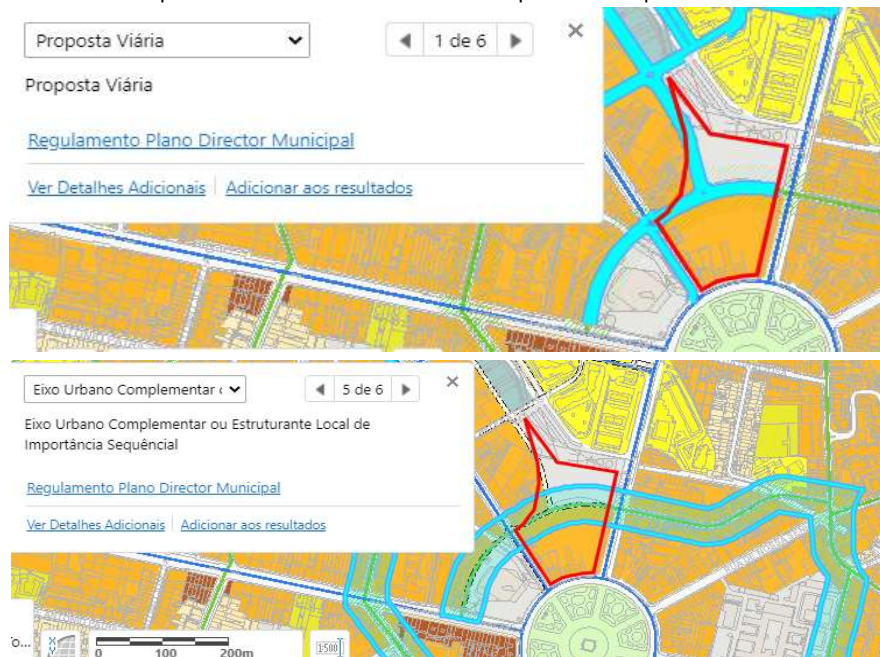 Proposta Viária
1 de 6
Proposta Viária
Regulamento Plano Director Municipal
Ver Detalhes Adicionais Adicionar aos resultados
Eixo Urbano Complementar
5 de 6
Eixo Urbano Complementar ou Estruturante Local de
Importância Sequêncial
Regulamento Plano Director Municipal
Ver Detalhes Adicionais Adicionar aos resultados
0 100 200m